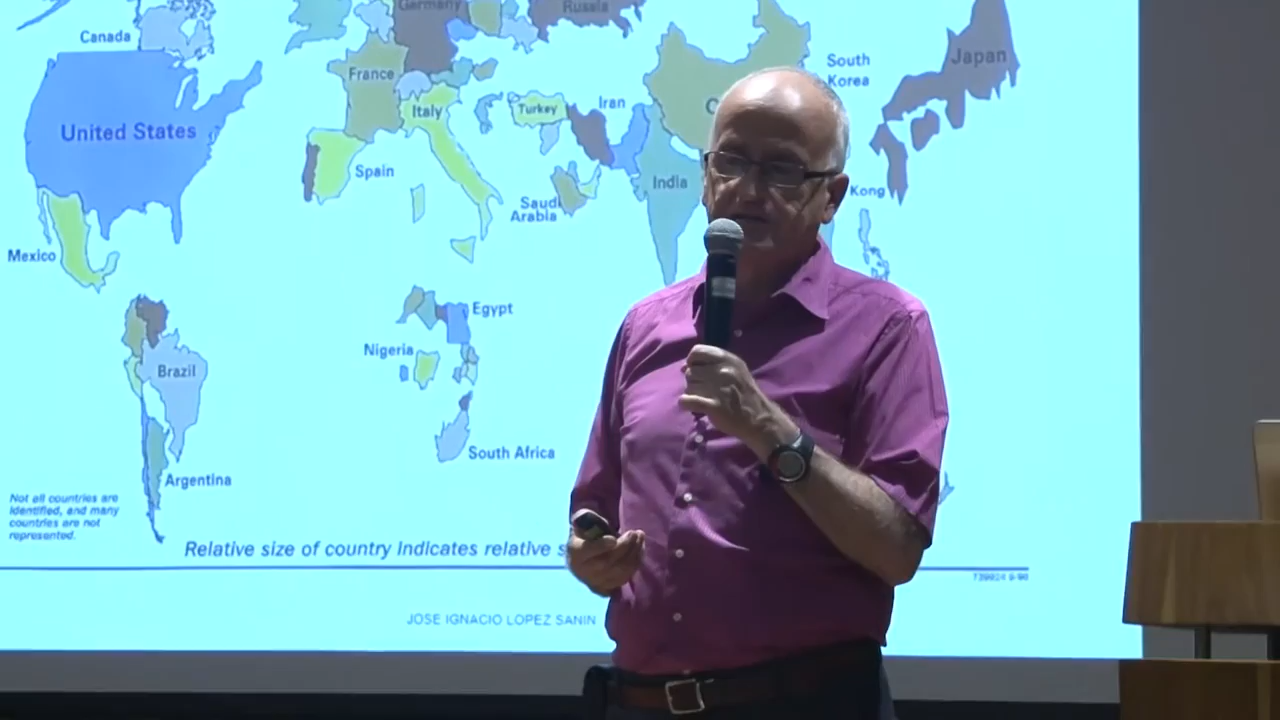 Germany
Russia
Canada
Japan
South
Korea
France
Iran
Italy
Turkey
United States
Spain
India
Kong
Saudi
Arabia
Mexico
Egypt
Nigeria
Brazil
South Africa
Argentina
Not all countries are
identified, and many
countries are not
represented.
Relative size of country indicates relative s
JOSE IGNACIO LOPEZ SANIN